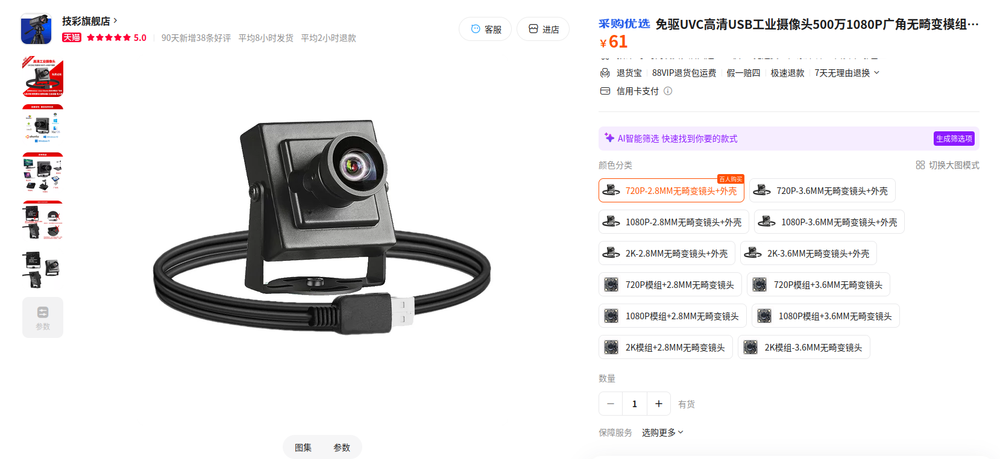 技彩旗舰店
天猫 5.0 90天新增38条好评 平均8小时发货 平均2小时退款
客服 进店
高清工业摄像头
ubuntu
参数
图集 参数
采购优选 免驱UVC高清USB工业摄像头500万1080P广角无畸变模组…
¥61
退货宝 88VIP退货包运费 假一赔四 极速退款 7天无理由退换
信用卡支付
AI智能筛选 快速找到你要的款式 生成筛选项
颜色分类 切换大图模式
百人购买
720P-2.8MM无畸变镜头+外壳 720P-3.6MM无畸变镜头+外壳
1080P-2.8MM无畸变镜头+外壳 1080P-3.6MM无畸变镜头+外壳
2K-2.8MM无畸变镜头+外壳 2K-3.6MM无畸变镜头+外壳
720P模组+2.8MM无畸变镜头 720P模组+3.6MM无畸变镜头
1080P模组+2.8MM无畸变镜头 1080P模组+3.6MM无畸变镜头
2K模组+2.8MM无畸变镜头 2K模组-3.6MM无畸变镜头
数量
1 有货
保障服务 选购更多